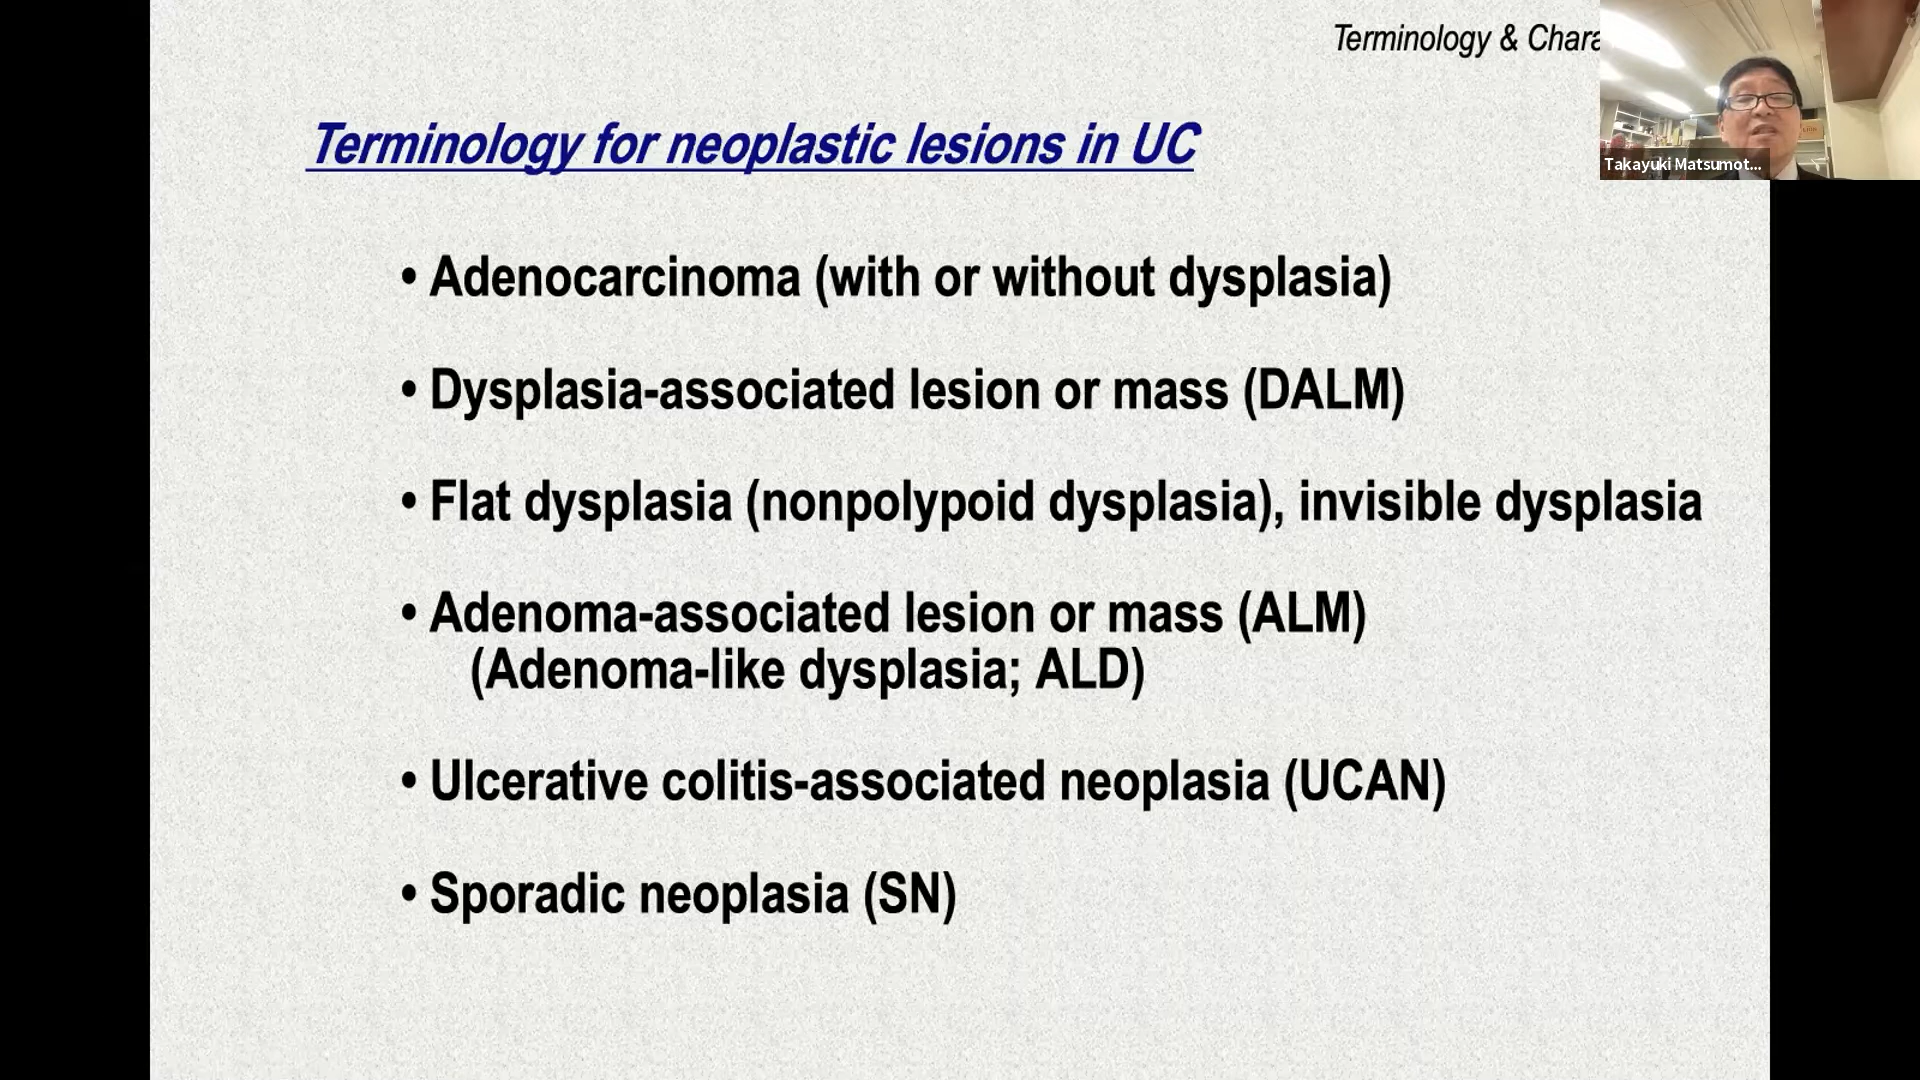 Terminology & Chara
Terminology for neoplastic lesions in UC
Takayuki Matsumot...
• Adenocarcinoma (with or without dysplasia)
• Dysplasia-associated lesion or mass (DALM)
• Flat dysplasia (nonpolypoid dysplasia), invisible dysplasia
• Adenoma-associated lesion or mass (ALM)
(Adenoma-like dysplasia; ALD)
• Ulcerative colitis-associated neoplasia (UCAN)
• Sporadic neoplasia (SN)